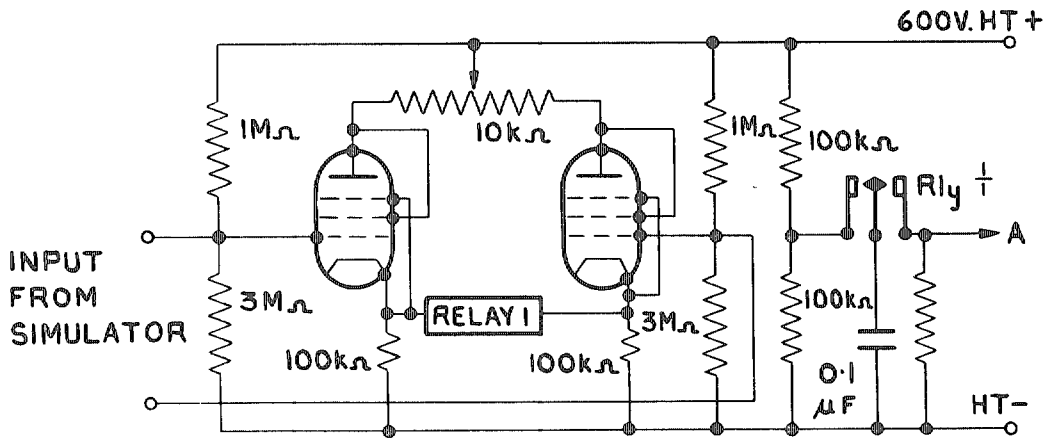 600V. HT+
1MΩ
10kΩ
1MΩ
100kΩ
Rly 1/1
A
INPUT
FROM
SIMULATOR
3MΩ
RELAY 1
3MΩ
100kΩ
100kΩ
100kΩ
0·1
μF
HT-